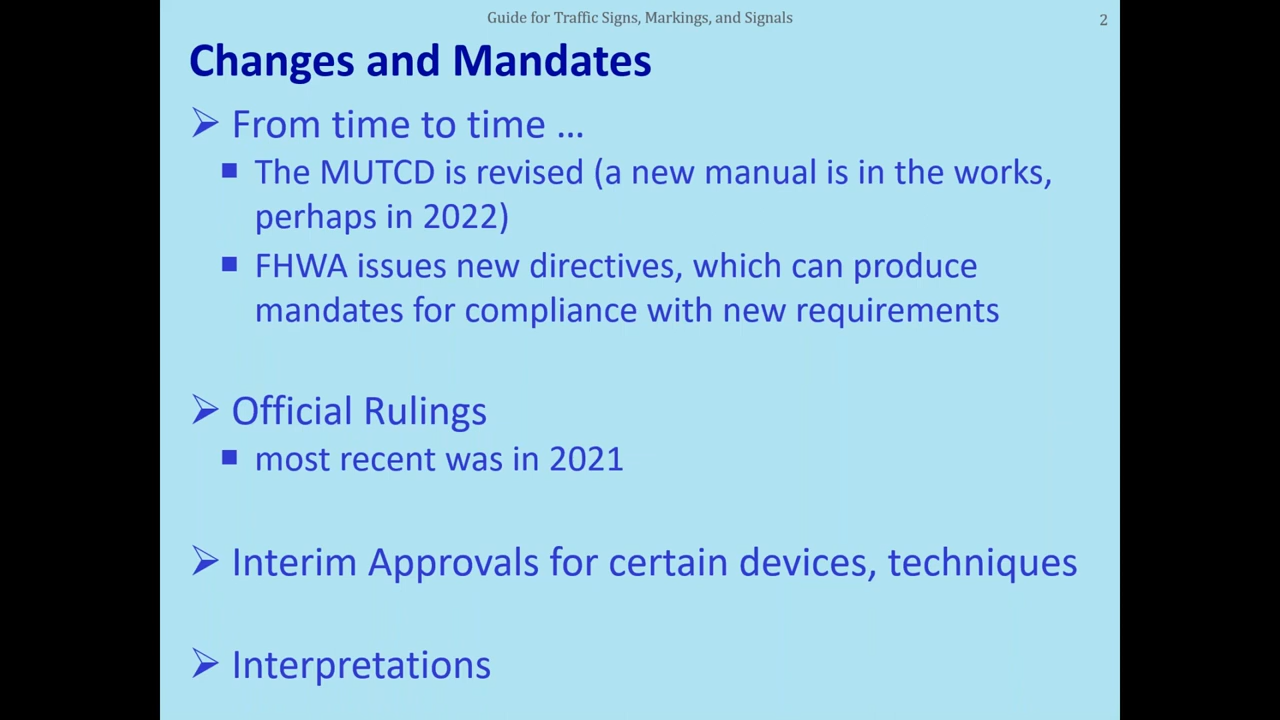 Guide for Traffic Signs, Markings, and Signals
2
Changes and Mandates
➢ From time to time ...
▪ The MUTCD is revised (a new manual is in the works,
perhaps in 2022)
▪ FHWA issues new directives, which can produce
mandates for compliance with new requirements
➢ Official Rulings
▪ most recent was in 2021
➢ Interim Approvals for certain devices, techniques
➢ Interpretations